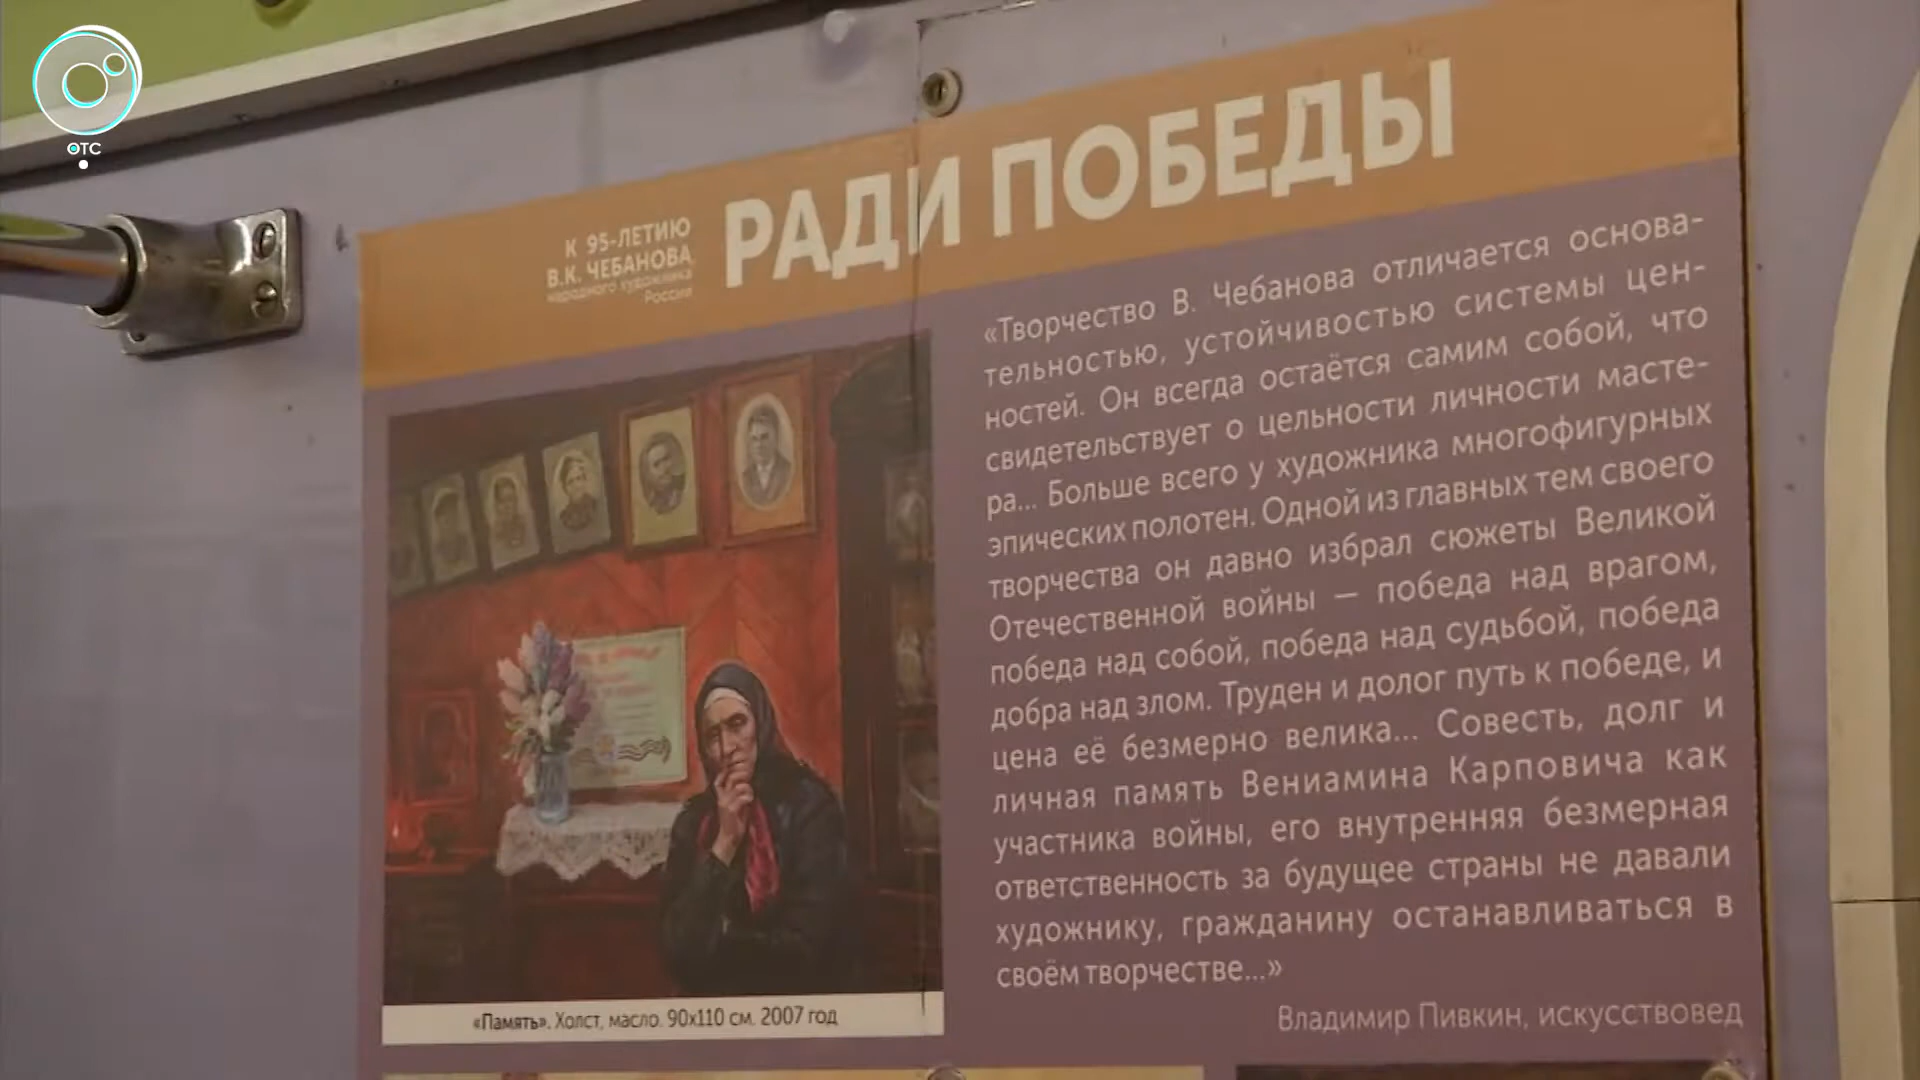 ОТС
РАДИ ПОБЕДЫ
К 95-ЛЕТИЮ
В.К. ЧЕБАНОВА,
народного художника
России
«Творчество В. Чебанова отличается основа-
тельностью, устойчивостью системы цен-
ностей. Он всегда остаётся самим собой, что
свидетельствует о цельности личности масте-
ра... Больше всего у художника многофигурных
эпических полотен. Одной из главных тем своего
творчества он давно избрал сюжеты Великой
Отечественной войны — победа над врагом,
победа над собой, победа над судьбой, победа
добра над злом. Труден и долог путь к победе, и
цена её безмерно велика... Совесть, долг и
личная память Вениамина Карповича как
участника войны, его внутренняя безмерная
ответственность за будущее страны не давали
художнику, гражданину останавливаться в
своём творчестве...»
Владимир Пивкин, искусствовед
«Память». Холст, масло. 90х110 см. 2007 год